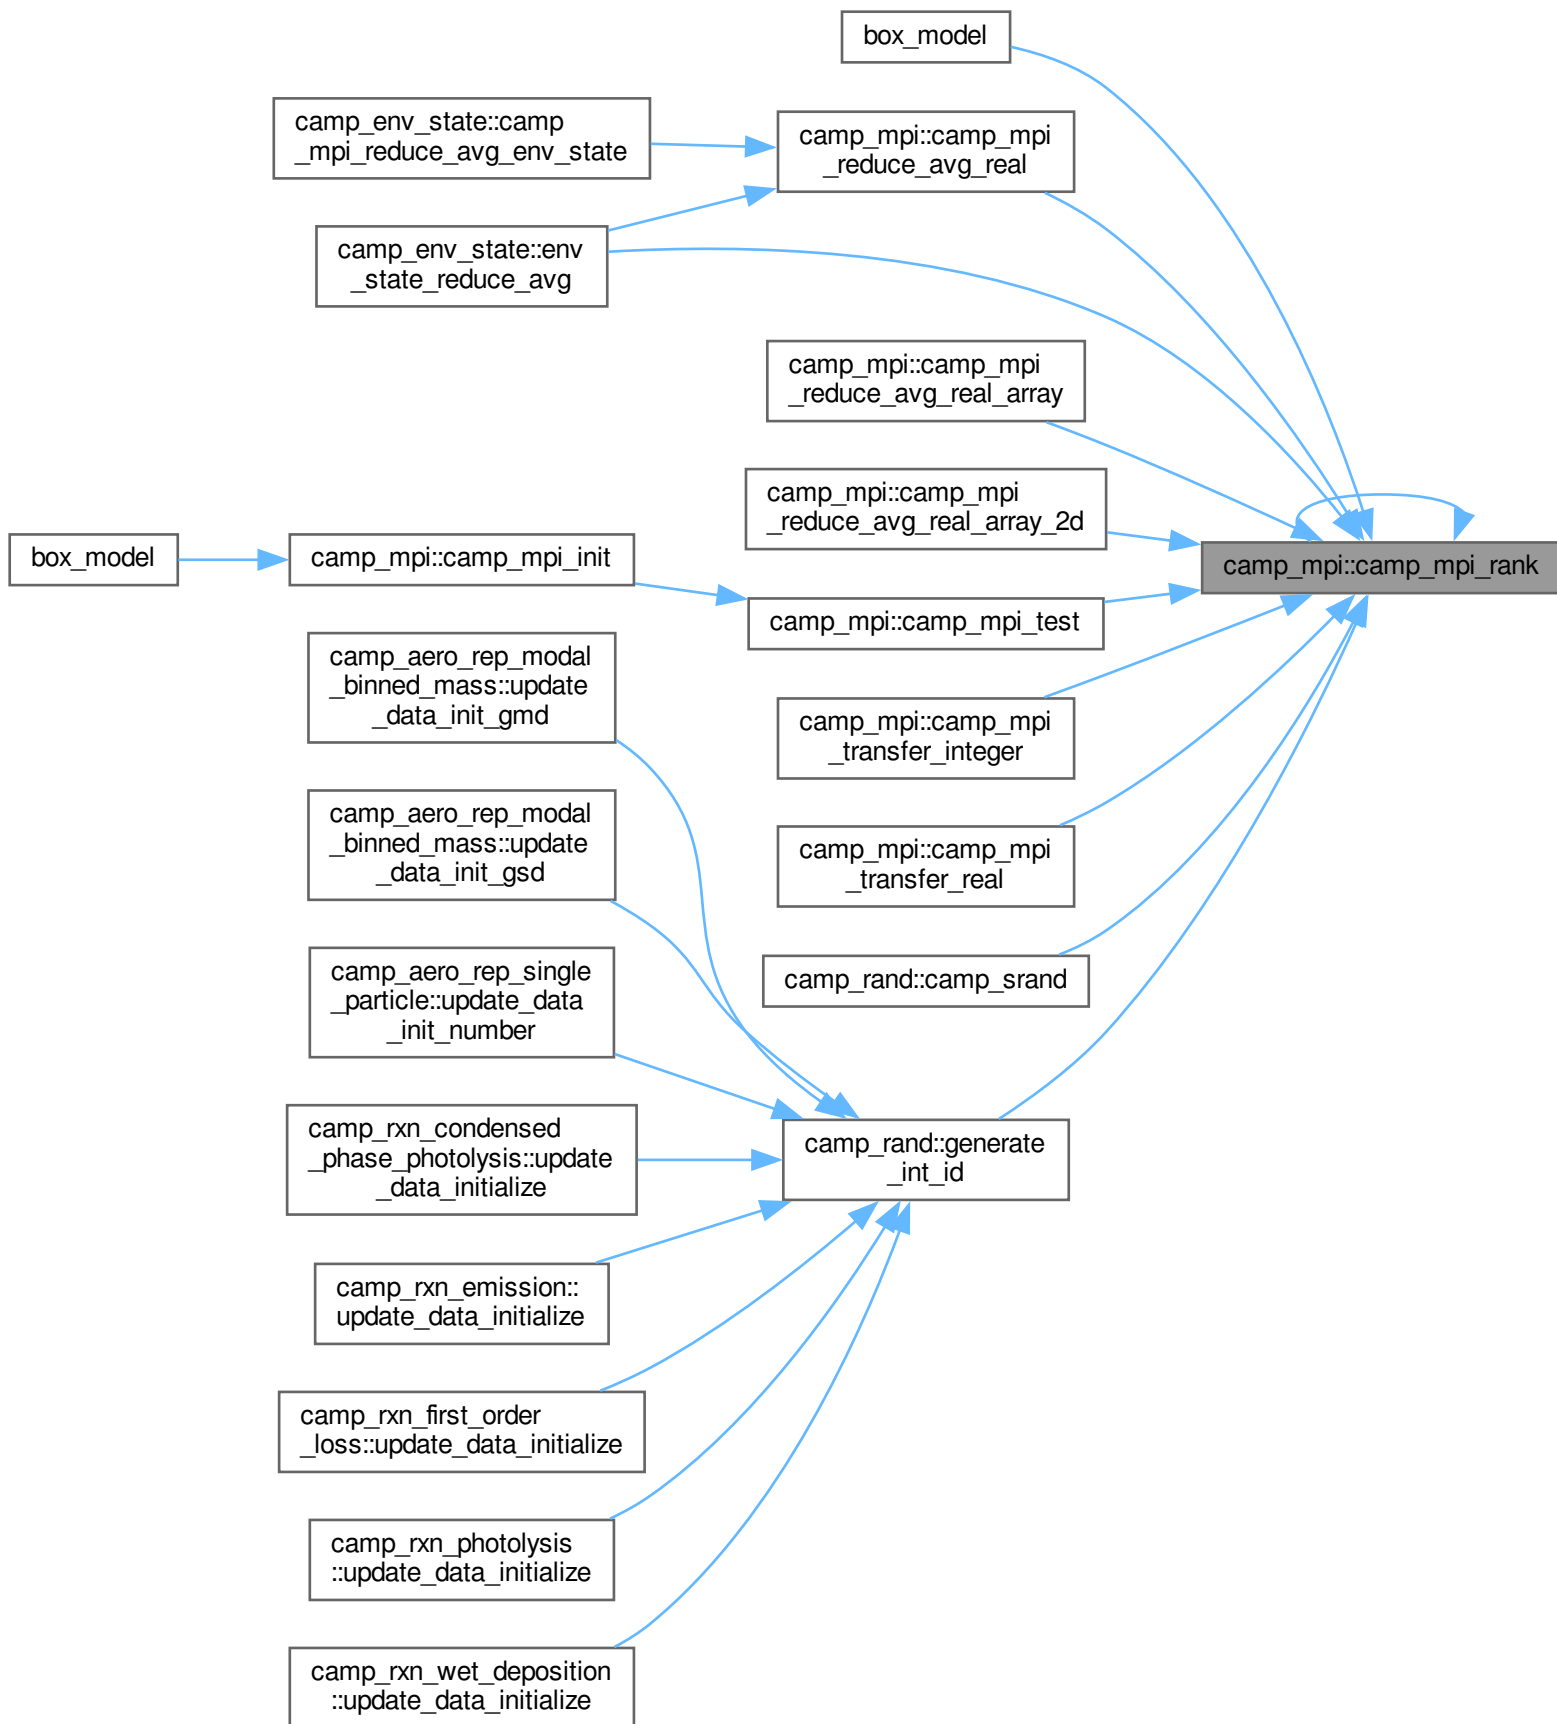 box_model
camp_env_state::camp
_mpi_reduce_avg_env_state
camp_mpi::camp_mpi
_reduce_avg_real
camp_env_state::env
_state_reduce_avg
camp_mpi::camp_mpi
_reduce_avg_real_array
camp_mpi::camp_mpi
_reduce_avg_real_array_2d
box_model
camp_mpi::camp_mpi_init
camp_mpi::camp_mpi_rank
camp_mpi::camp_mpi_test
camp_aero_rep_modal
_binned_mass::update
_data_init_gmd
camp_mpi::camp_mpi
_transfer_integer
camp_aero_rep_modal
_binned_mass::update
_data_init_gsd
camp_mpi::camp_mpi
_transfer_real
camp_aero_rep_single
_particle::update_data
_init_number
camp_rand::camp_srand
camp_rxn_condensed
_phase_photolysis::update
_data_initialize
camp_rand::generate
_int_id
camp_rxn_emission::
update_data_initialize
camp_rxn_first_order
_loss::update_data_initialize
camp_rxn_photolysis
::update_data_initialize
camp_rxn_wet_deposition
::update_data_initialize